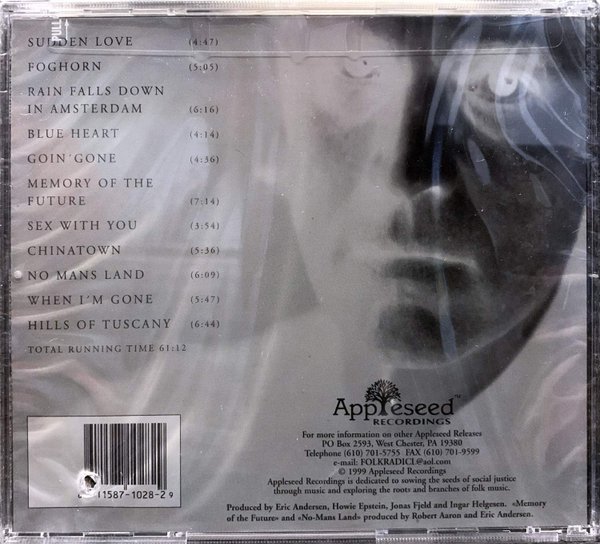 SUDDEN LOVE (4:47)
FOGHORN (5:05)
RAIN FALLS DOWN
IN AMSTERDAM (6:16)
BLUE HEART (4:14)
GOIN´GONE (4:36)
MEMORY OF THE
FUTURE (7:14)
SEX WITH YOU (3:54)
CHINATOWN (5:36)
NO MANS LAND (6:09)
WHEN I´M GONE (5:47)
HILLS OF TUSCANY (6:44)
TOTAL RUNNING TIME 61:12
Appleseed™
RECORDINGS
For more information on other Appleseed Releases
PO Box 2593, West Chester, PA 19380
Telephone (610) 701-5755 FAX (610) 701-9599
e-mail: FOLKRADICL@aol.com
© 1999 Appleseed Recordings
Appleseed Recordings is dedicated to sowing the seeds of social justice
through music and exploring the roots and branches of folk music.
Produced by Eric Andersen, Howie Epstein, Jonas Fjeld and Ingar Helgesen. «Memory
of the Future» and «No-Mans Land» produced by Robert Aaron and Eric Andersen.
11587-1028-2 9